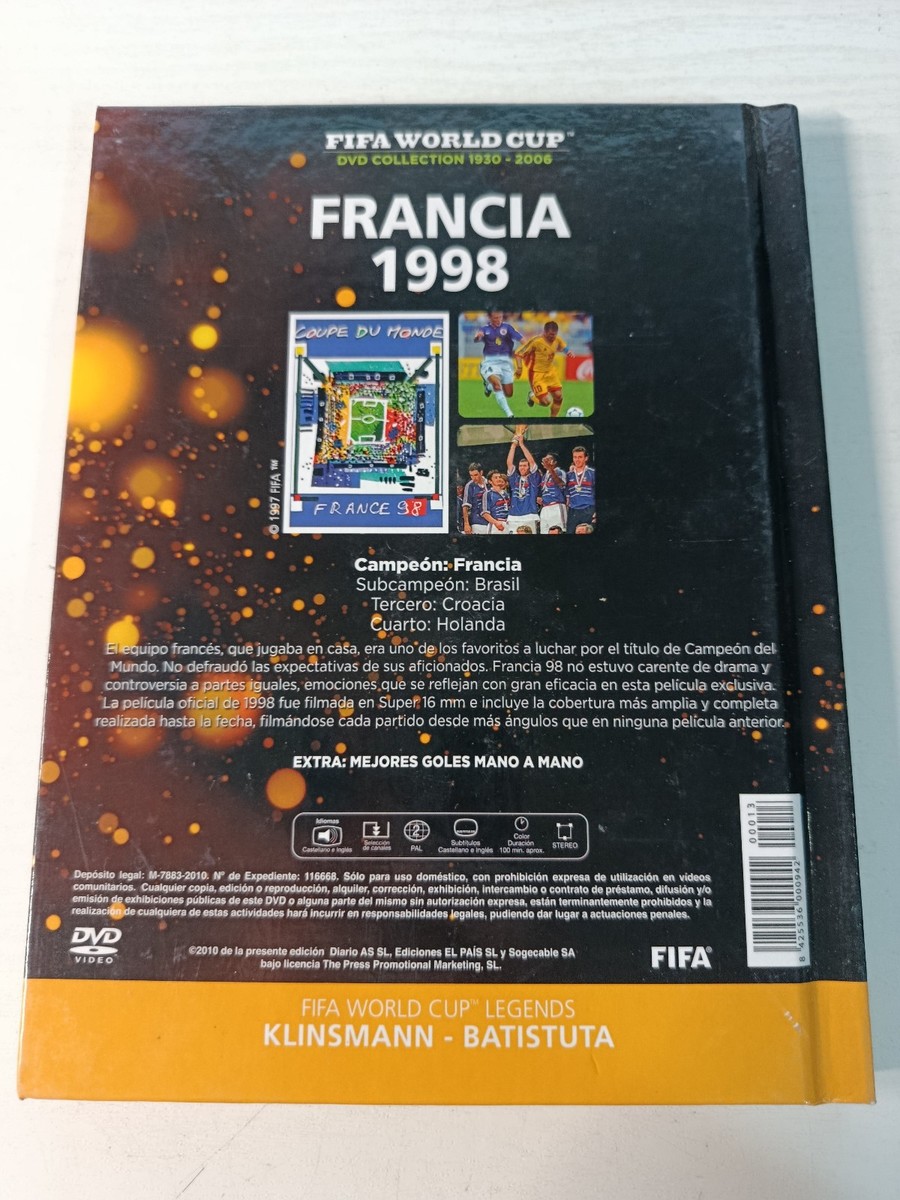 FIFA WORLD CUP™
DVD COLLECTION 1930 - 2006
FRANCIA
1998
COUPE DU MONDE
FRANCE 98
© 1997 FIFA ™
Campeón: Francia
Subcampeón: Brasil
Tercero: Croacia
Cuarto: Holanda
El equipo francés, que jugaba en casa, era uno de los favoritos a luchar por el título de Campeón del
Mundo. No defraudó las expectativas de sus aficionados. Francia 98 no estuvo carente de drama y
controversia a partes iguales, emociones que se reflejan con gran eficacia en esta película exclusiva.
La película oficial de 1998 fue filmada en Super 16 mm e incluye la cobertura más amplia y completa
realizada hasta la fecha, filmándose cada partido desde más ángulos que en ninguna película anterior.
EXTRA: MEJORES GOLES MANO A MANO
Idiomas
Castellano e Inglés
Selección
de canales
2
PAL
Subtítulos
Castellano e Inglés
Color
Duración
100 min. aprox.
STEREO
Depósito legal: M-7883-2010. Nº de Expediente: 116668. Sólo para uso doméstico, con prohibición expresa de utilización en vídeos
comunitarios. Cualquier copia, edición o reproducción, alquiler, corrección, exhibición, intercambio o contrato de préstamo, difusión y/o
emisión de exhibiciones públicas de este DVD o alguna parte del mismo sin autorización expresa, están terminantemente prohibidos y la
realización de cualquiera de estas actividades hará incurrir en responsabilidades legales, pudiendo dar lugar a actuaciones penales.
DVD
VIDEO
©2010 de la presente edición Diario AS SL, Ediciones EL PAÍS SL y Sogecable SA
bajo licencia The Press Promotional Marketing, SL.
FIFA®
00013
8 425536 000942
FIFA WORLD CUP™ LEGENDS
KLINSMANN - BATISTUTA